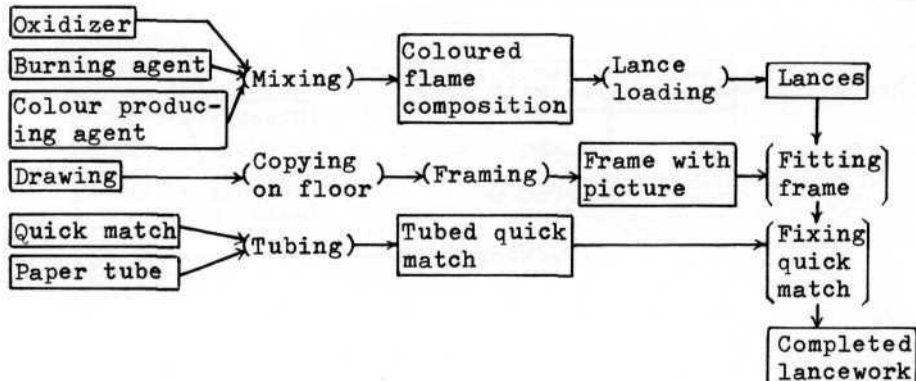 Oxidizer
Burning agent
Colour produc-
ing agent
(Mixing)
Coloured
flame
composition
(Lance
loading)
Lances
Drawing
(Copying
on floor)
(Framing)
Frame with
picture
(Fitting
frame)
Quick match
Paper tube
(Tubing)
Tubed quick
match
(Fixing
quick
match)
Completed
lancework